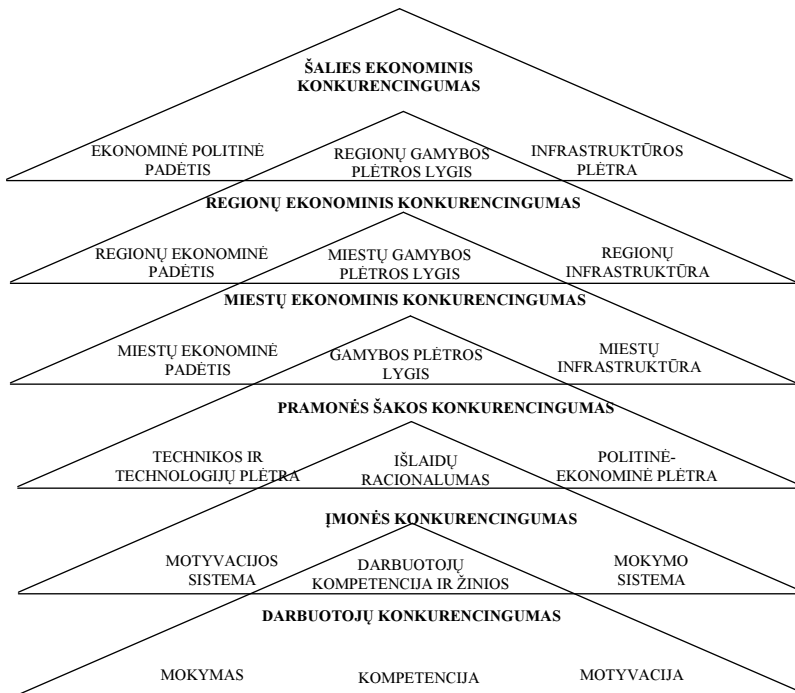 ŠALIES EKONOMINIS
KONKURENCINGUMAS
EKONOMINĖ POLITINĖ
PADĖTIS
REGIONŲ GAMYBOS
PLĖTROS LYGIS
INFRASTRUKTŪROS
PLĖTRA
REGIONŲ EKONOMINIS KONKURENCINGUMAS
REGIONŲ EKONOMINĖ
PADĖTIS
MIESTŲ GAMYBOS
PLĖTROS LYGIS
REGIONŲ
INFRASTRUKTŪRA
MIESTŲ EKONOMINIS KONKURENCINGUMAS
MIESTŲ EKONOMINĖ
PADĖTIS
GAMYBOS PLĖTROS
LYGIS
MIESTŲ
INFRASTRUKTŪRA
PRAMONĖS ŠAKOS KONKURENCINGUMAS
TECHNIKOS IR
TECHNOLOGIJŲ PLĖTRA
IŠLAIDŲ
RACIONALUMAS
POLITINĖ-
EKONOMINĖ PLĖTRA
ĮMONĖS KONKURENCINGUMAS
MOTYVACIJOS
SISTEMA
DARBUOTOJŲ
KOMPETENCIJA IR ŽINIOS
MOKYMO
SISTEMA
DARBUOTOJŲ KONKURENCINGUMAS
MOKYMAS
KOMPETENCIJA
MOTYVACIJA